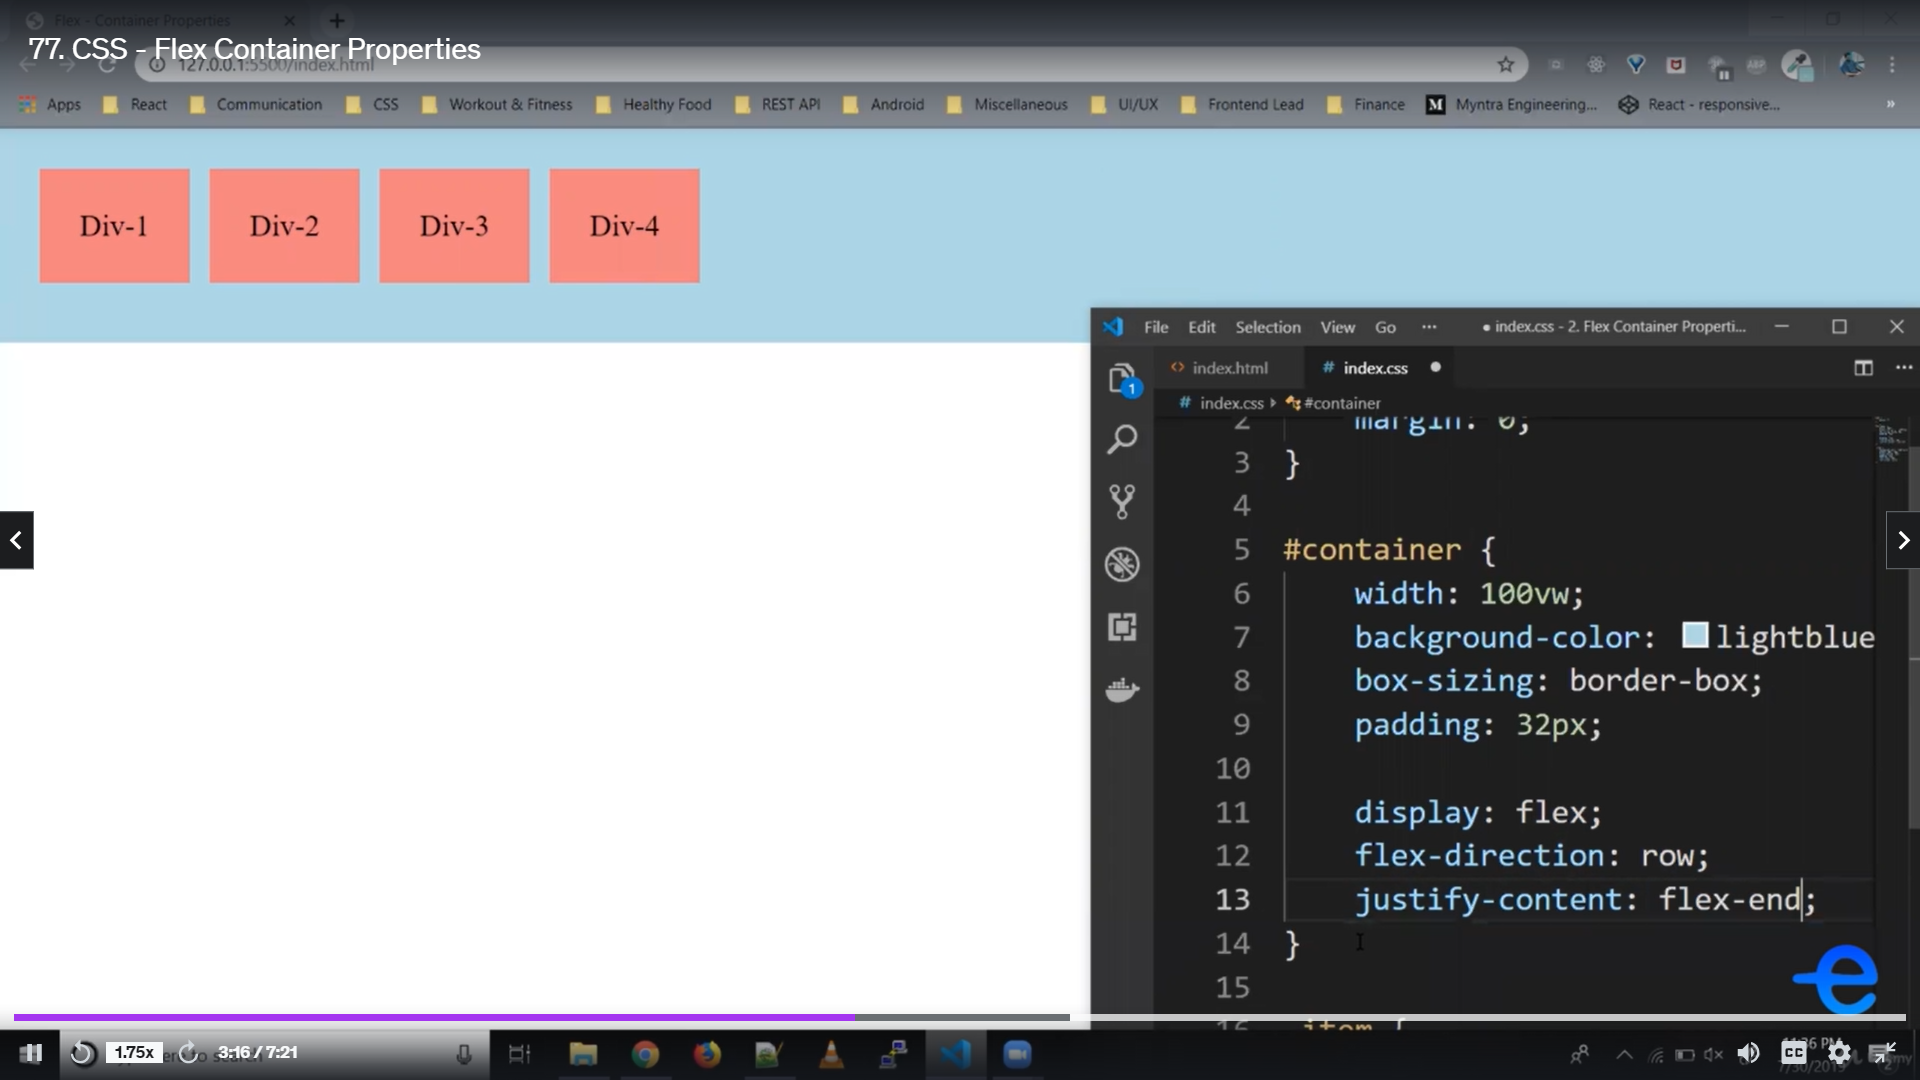 Flex - Container Properties
77. CSS - Flex Container Properties
127.0.0.1:5500/index.html
ABP
Apps React Communication CSS Workout & Fitness Healthy Food REST API Android Miscellaneous UI/UX Frontend Lead Finance M Myntra Engineering... React - responsive... »
Div-1 Div-2 Div-3 Div-4
File Edit Selection View Go ··· ● index.css - 2. Flex Container Properti...
<> index.html # index.css ●
1
# index.css #container
2 margin: 0;
3 }
4
5 #container {
6 width: 100vw;
7 background-color: lightblue
8 box-sizing: border-box;
9 padding: 32px;
10
11 display: flex;
12 flex-direction: row;
13 justify-content: flex-end;
14 }
15
16 .item {
1.75x 3:16 / 7:21
CC